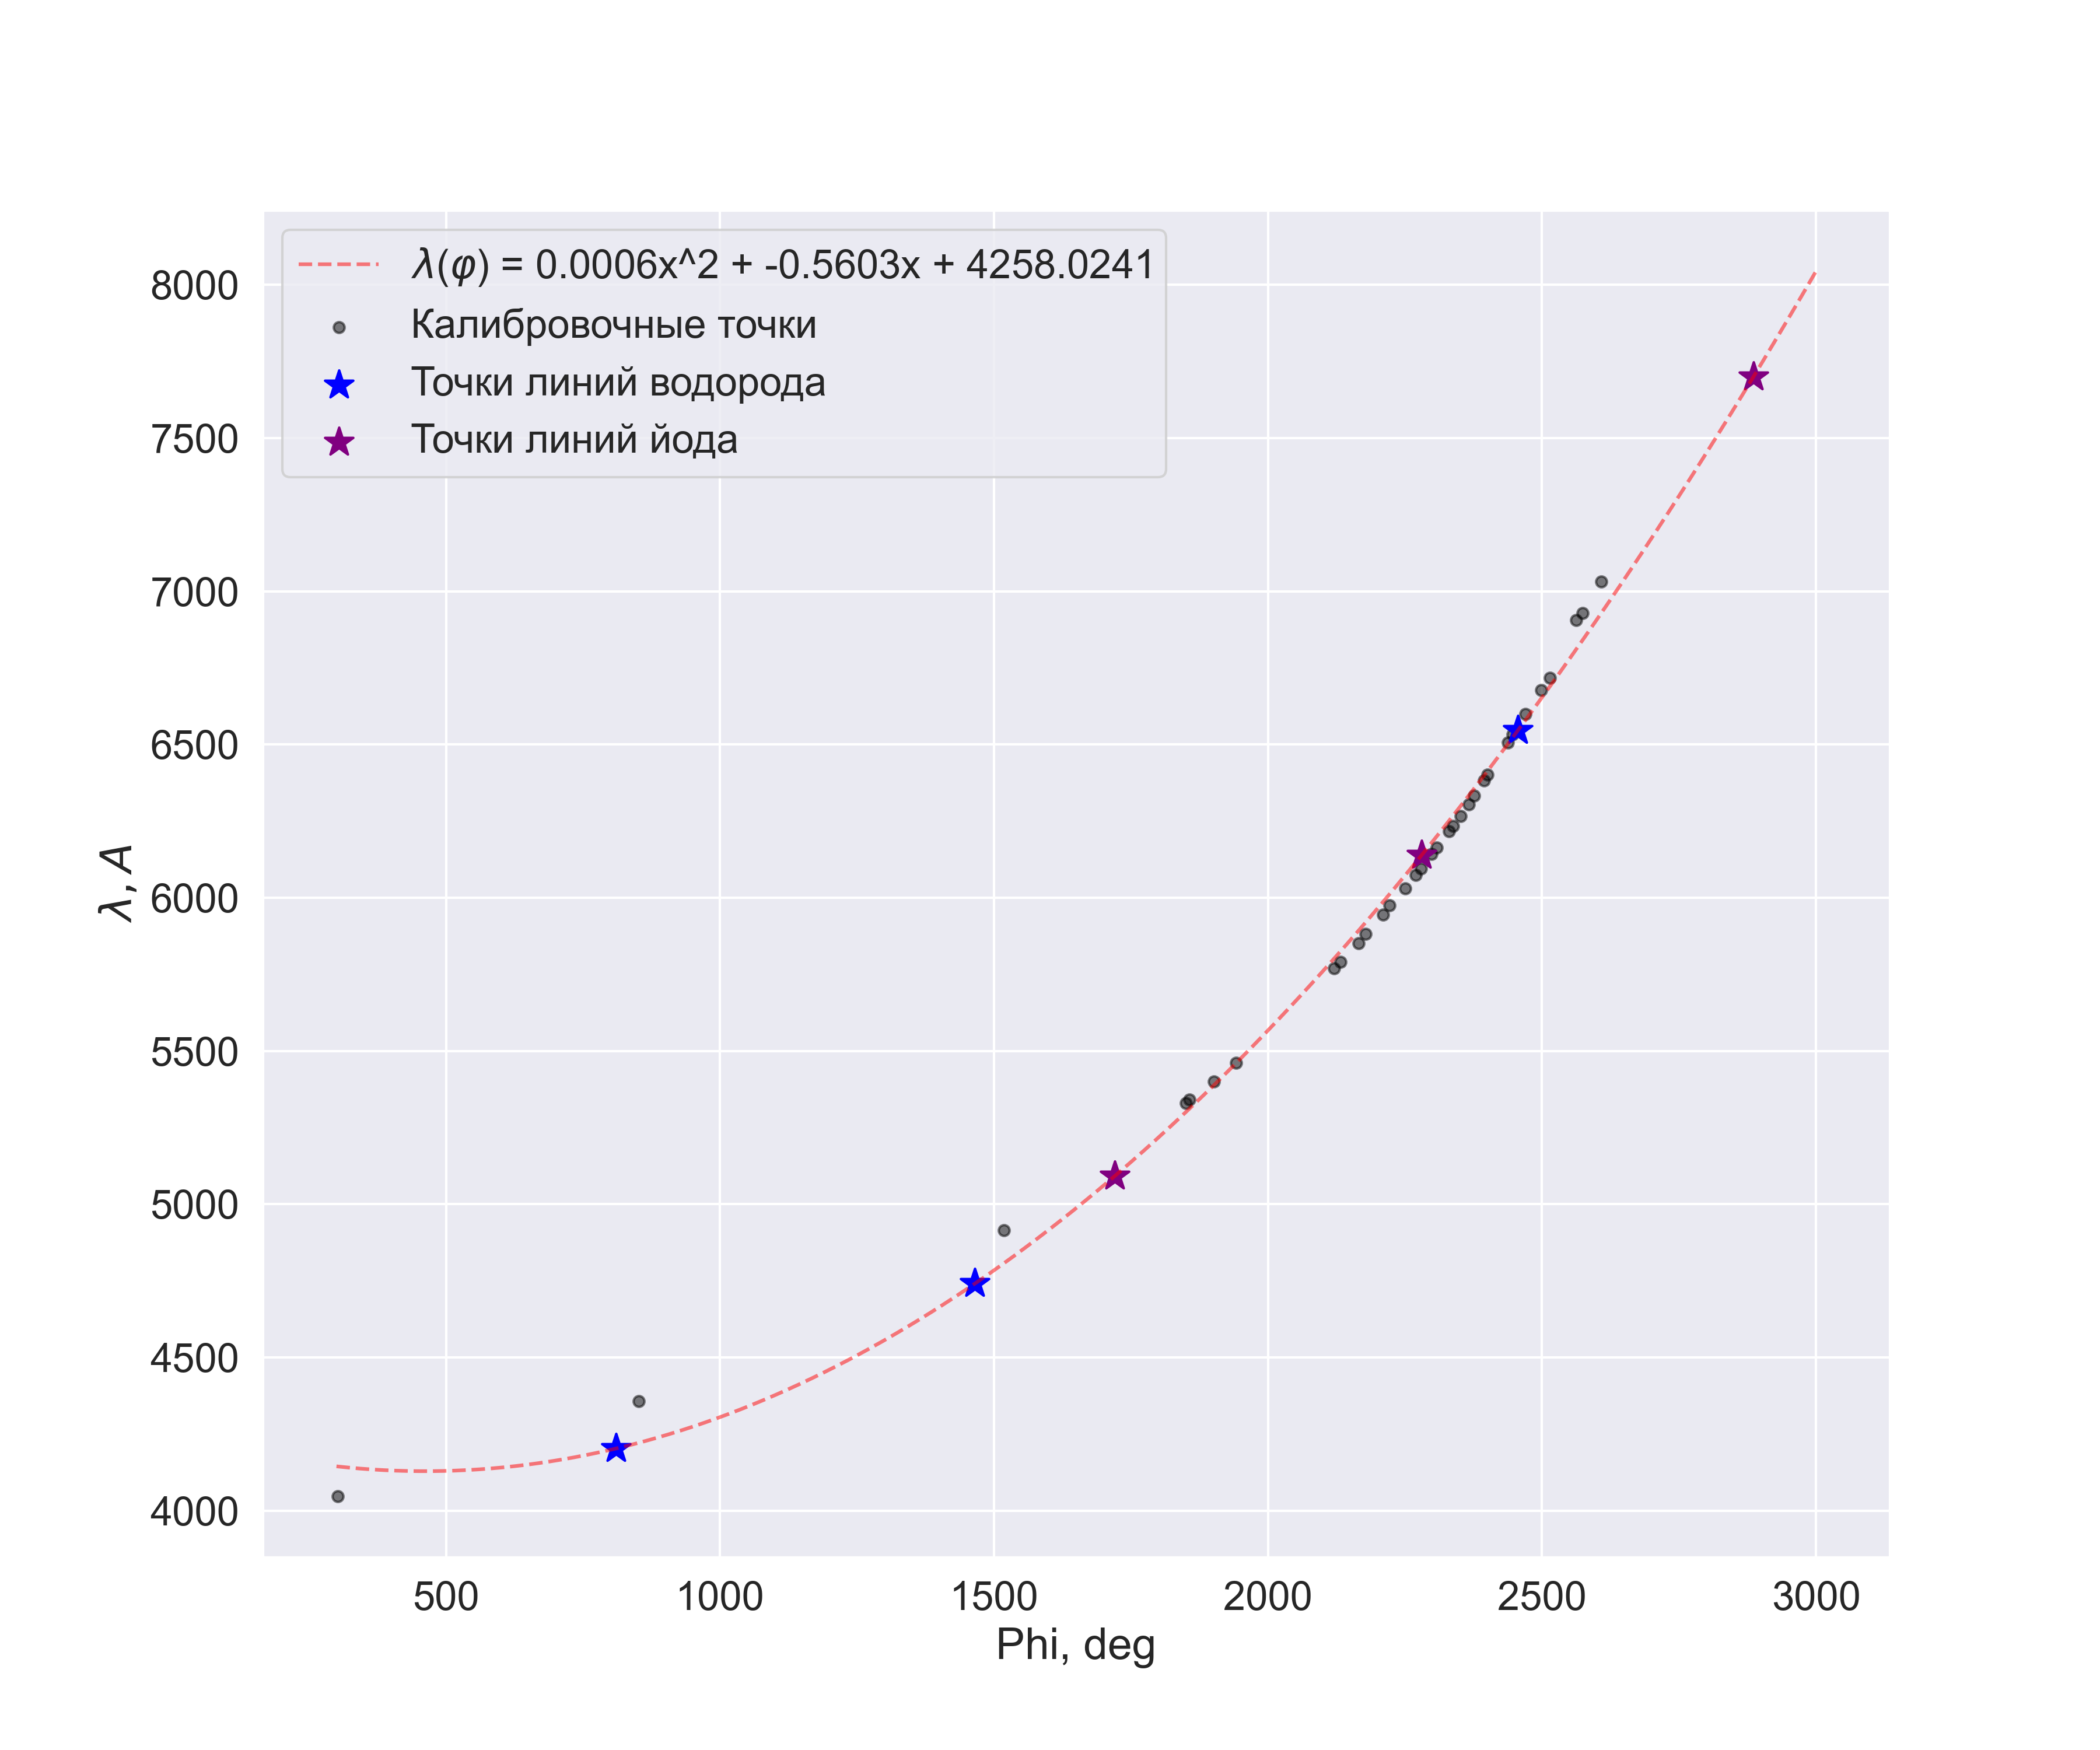 λ(φ) = 0.0006x^2 + -0.5603x + 4258.0241
Калибровочные точки
Точки линий водорода
Точки линий йода
8000
7500
7000
6500
6000
5500
5000
4500
4000
λ, A
500 1000 1500 2000 2500 3000
Phi, deg